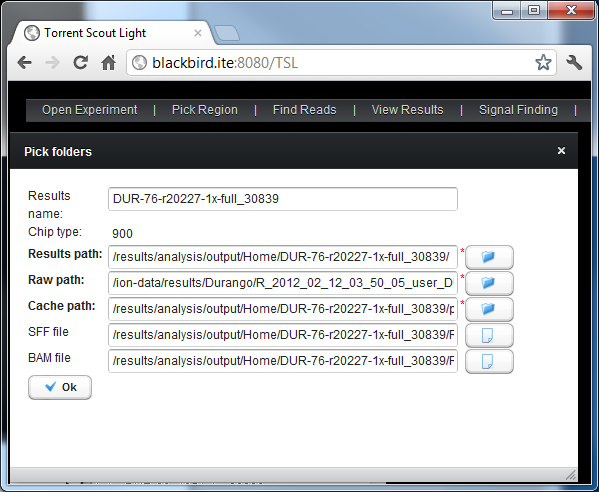 Torrent Scout Light
blackbird.ite:8080/TSL
Open Experiment | Pick Region | Find Reads | View Results | Signal Finding |
Pick folders
Results name: DUR-76-r20227-1x-full_30839
Chip type: 900
Results path: /results/analysis/output/Home/DUR-76-r20227-1x-full_30839/ *
Raw path: /ion-data/results/Durango/R_2012_02_12_03_50_05_user_D *
Cache path: /results/analysis/output/Home/DUR-76-r20227-1x-full_30839/p *
SFF file /results/analysis/output/Home/DUR-76-r20227-1x-full_30839/F
BAM file /results/analysis/output/Home/DUR-76-r20227-1x-full_30839/F
Ok